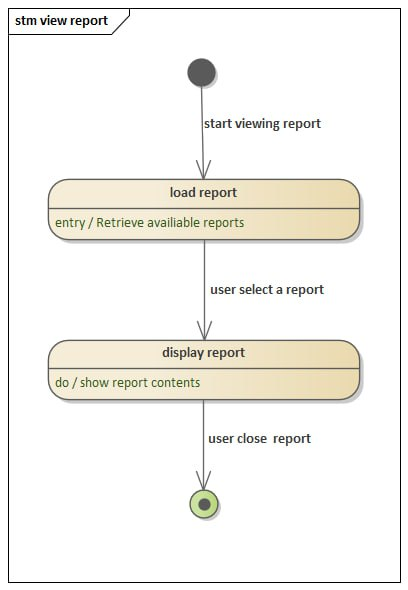 stm view report
start viewing report
load report
entry / Retrieve availiable reports
user select a report
display report
do / show report contents
user close  report